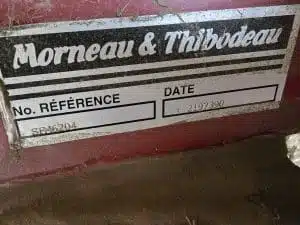 Morneau & Thibodeau
No. RÉFÉRENCE DATE